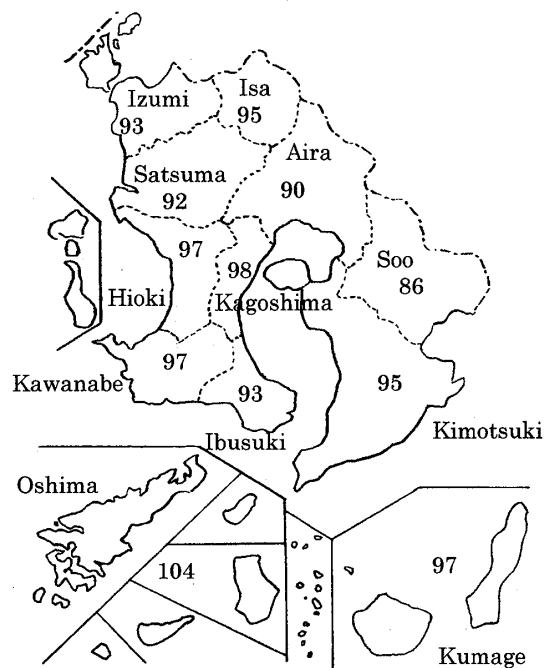 Izumi
93
Isa
95
Aira
90
Satsuma
92
97
Hioki
98
Kagoshima
Soo
86
97
Kawanabe
93
Ibusuki
95
Kimotsuki
Oshima
104
97
Kumage